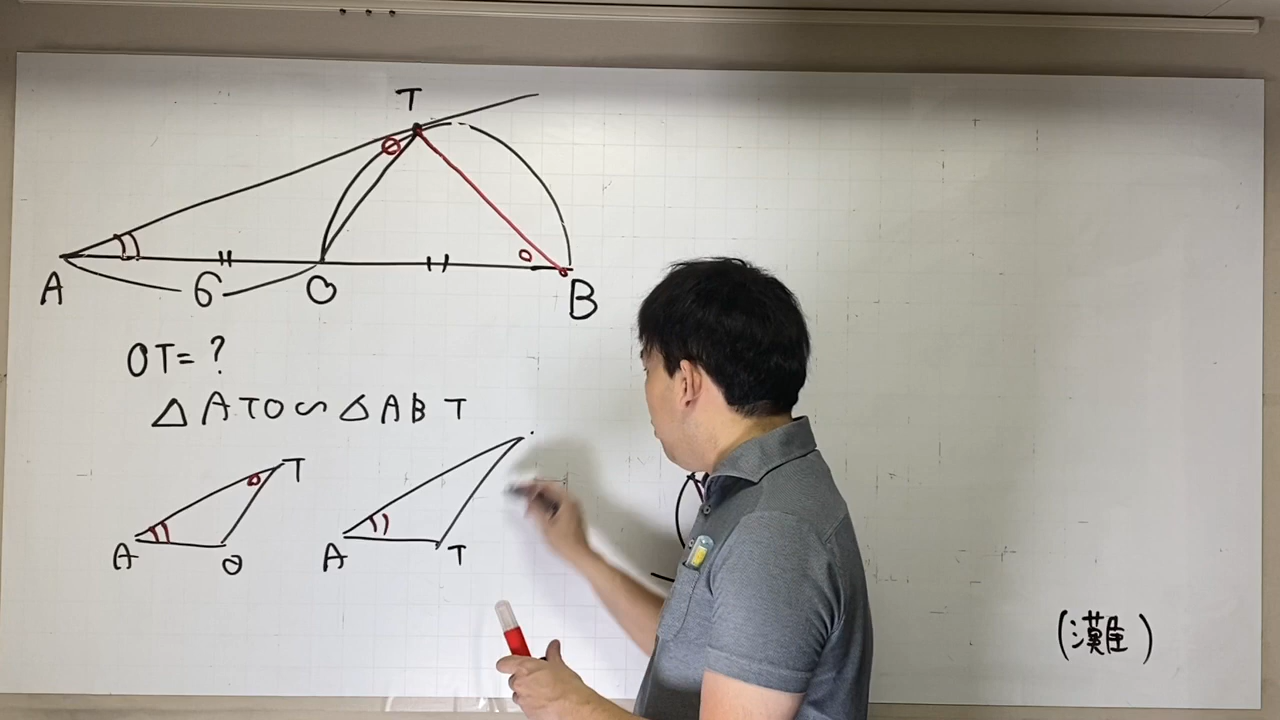 T
A 6 O B
OT= ?
△ATO∽△ABT
T
A O
A T
(灘)